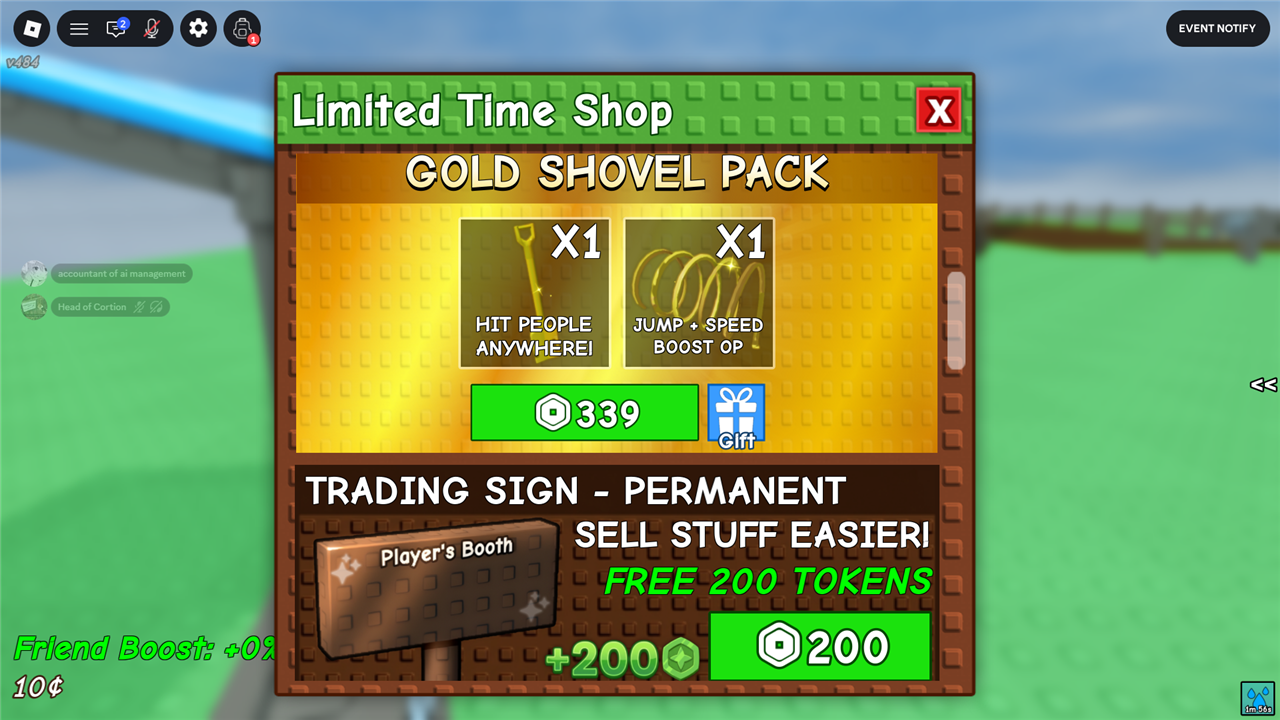 2
1
EVENT NOTIFY
v484
Limited Time Shop
X
GOLD SHOVEL PACK
X1
HIT PEOPLE
ANYWHERE!
X1
JUMP + SPEED
BOOST OP
339
Gift
accountant of ai management
Head of Cortion
<<
TRADING SIGN - PERMANENT
Player's Booth
SELL STUFF EASIER!
FREE 200 TOKENS
+200
200
Friend Boost: +0%
10¢
1m 56s